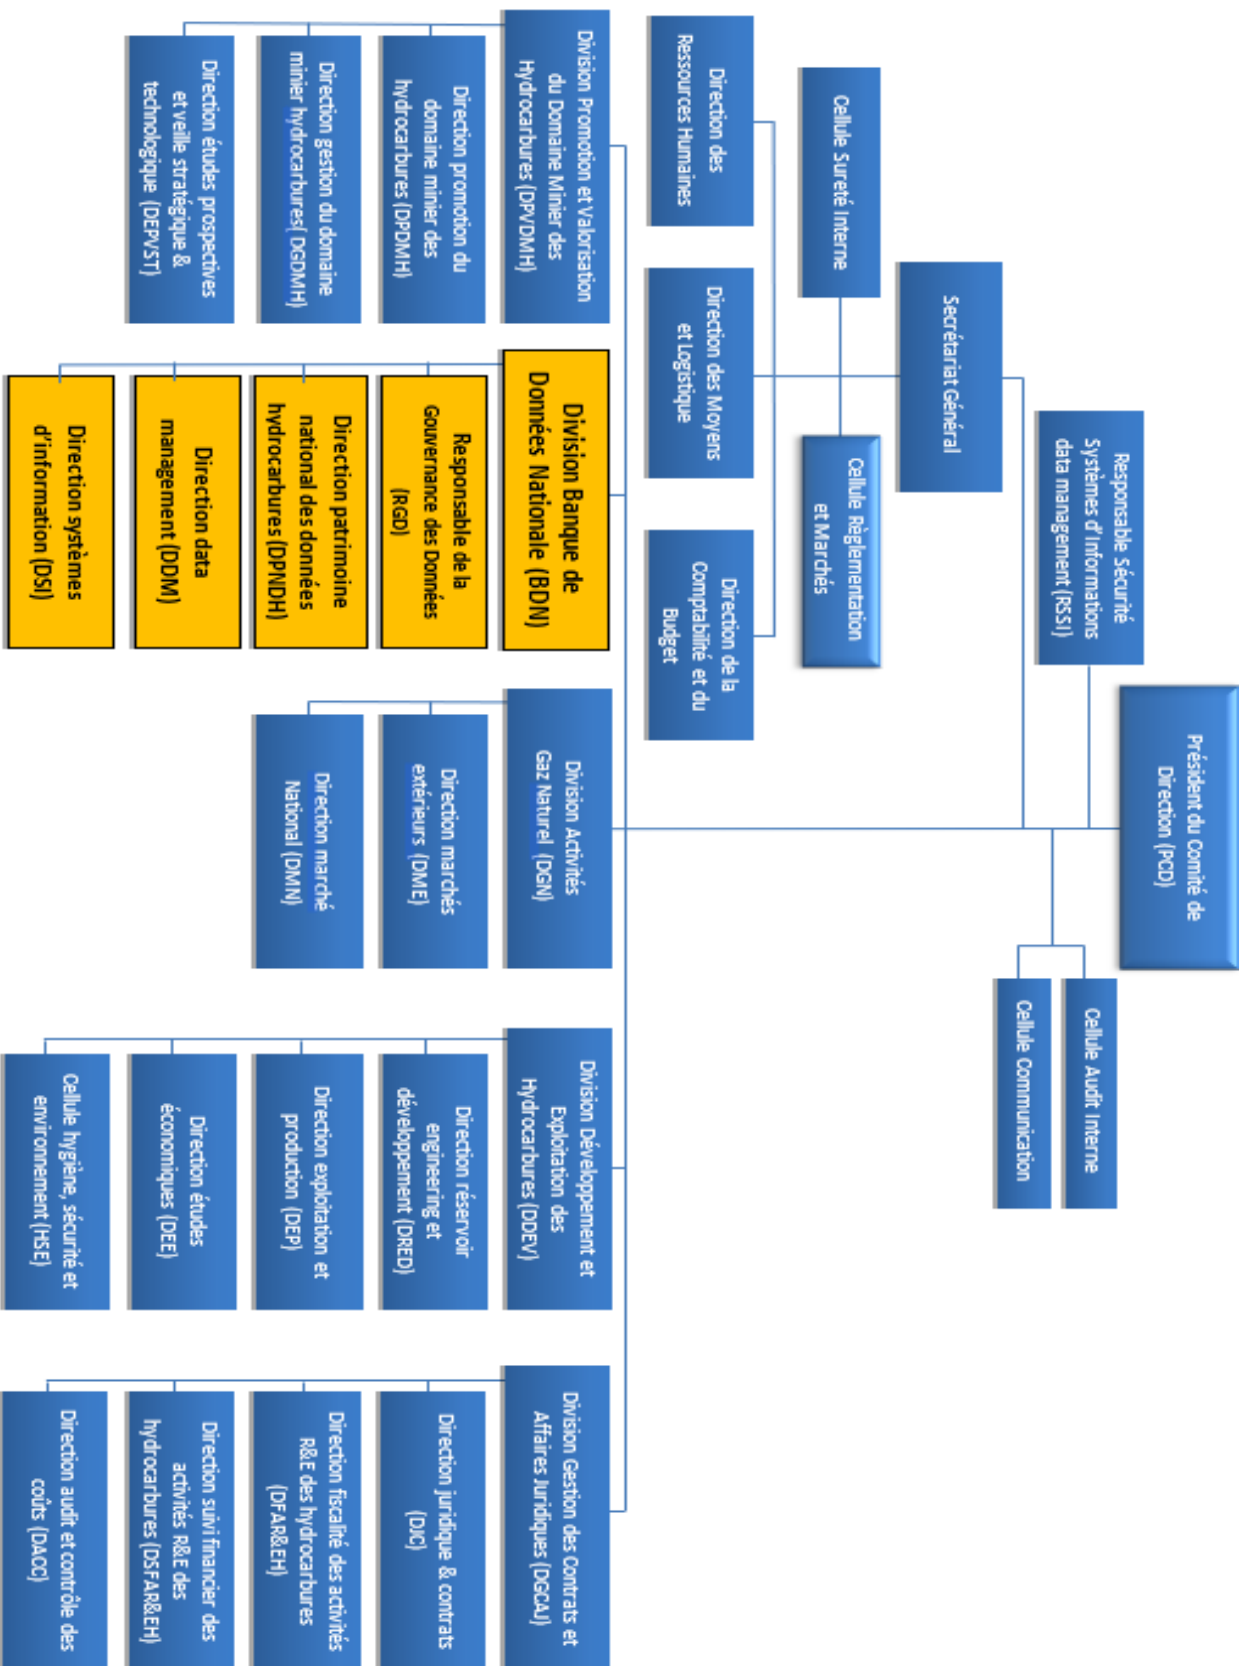 Président du Comité de
Direction (PCD)
Responsable Sécurité
Systèmes d'Informations
data management (RSSI)
Cellule Audit Interne
Cellule Communication
Secrétariat Général
Cellule Sureté Interne
Cellule Règlementation
et Marchés
Direction des
Ressources Humaines
Direction des Moyens
et Logistique
Direction de la
Comptabilité et du
Budget
Division Promotion et Valorisation
du Domaine Minier des
Hydrocarbures (DPVDMH)
Direction promotion du
domaine minier des
hydrocarbures (DPDMH)
Direction gestion du domaine
minier hydrocarbures( DGDMH)
Direction études prospectives
et veille stratégique &
technologique (DEPVST)
Division Banque de
Données Nationale (BDN)
Responsable de la
Gouvernance des Données
(RGD)
Direction patrimoine
national des données
hydrocarbures (DPNDH)
Direction data
management (DDM)
Direction systèmes
d'information (DSI)
Division Activités
Gaz Naturel (DGN)
Direction marchés
extérieurs (DME)
Direction marché
National (DMN)
Division Développement et
Exploitation des
Hydrocarbures (DDEV)
Direction réservoir
engineering et
développement (DRED)
Direction exploitation et
production (DEP)
Direction études
économiques (DEE)
Cellule hygiène, sécurité et
environnement (HSE)
Division Gestion des Contrats et
Affaires Juridiques (DGCAJ)
Direction juridique & contrats
(DJC)
Direction fiscalité des activités
R&E des hydrocarbures
(DFAR&EH)
Direction suivi financier des
activités R&E des
hydrocarbures (DSFAR&EH)
Direction audit et contrôle des
coûts (DACC)